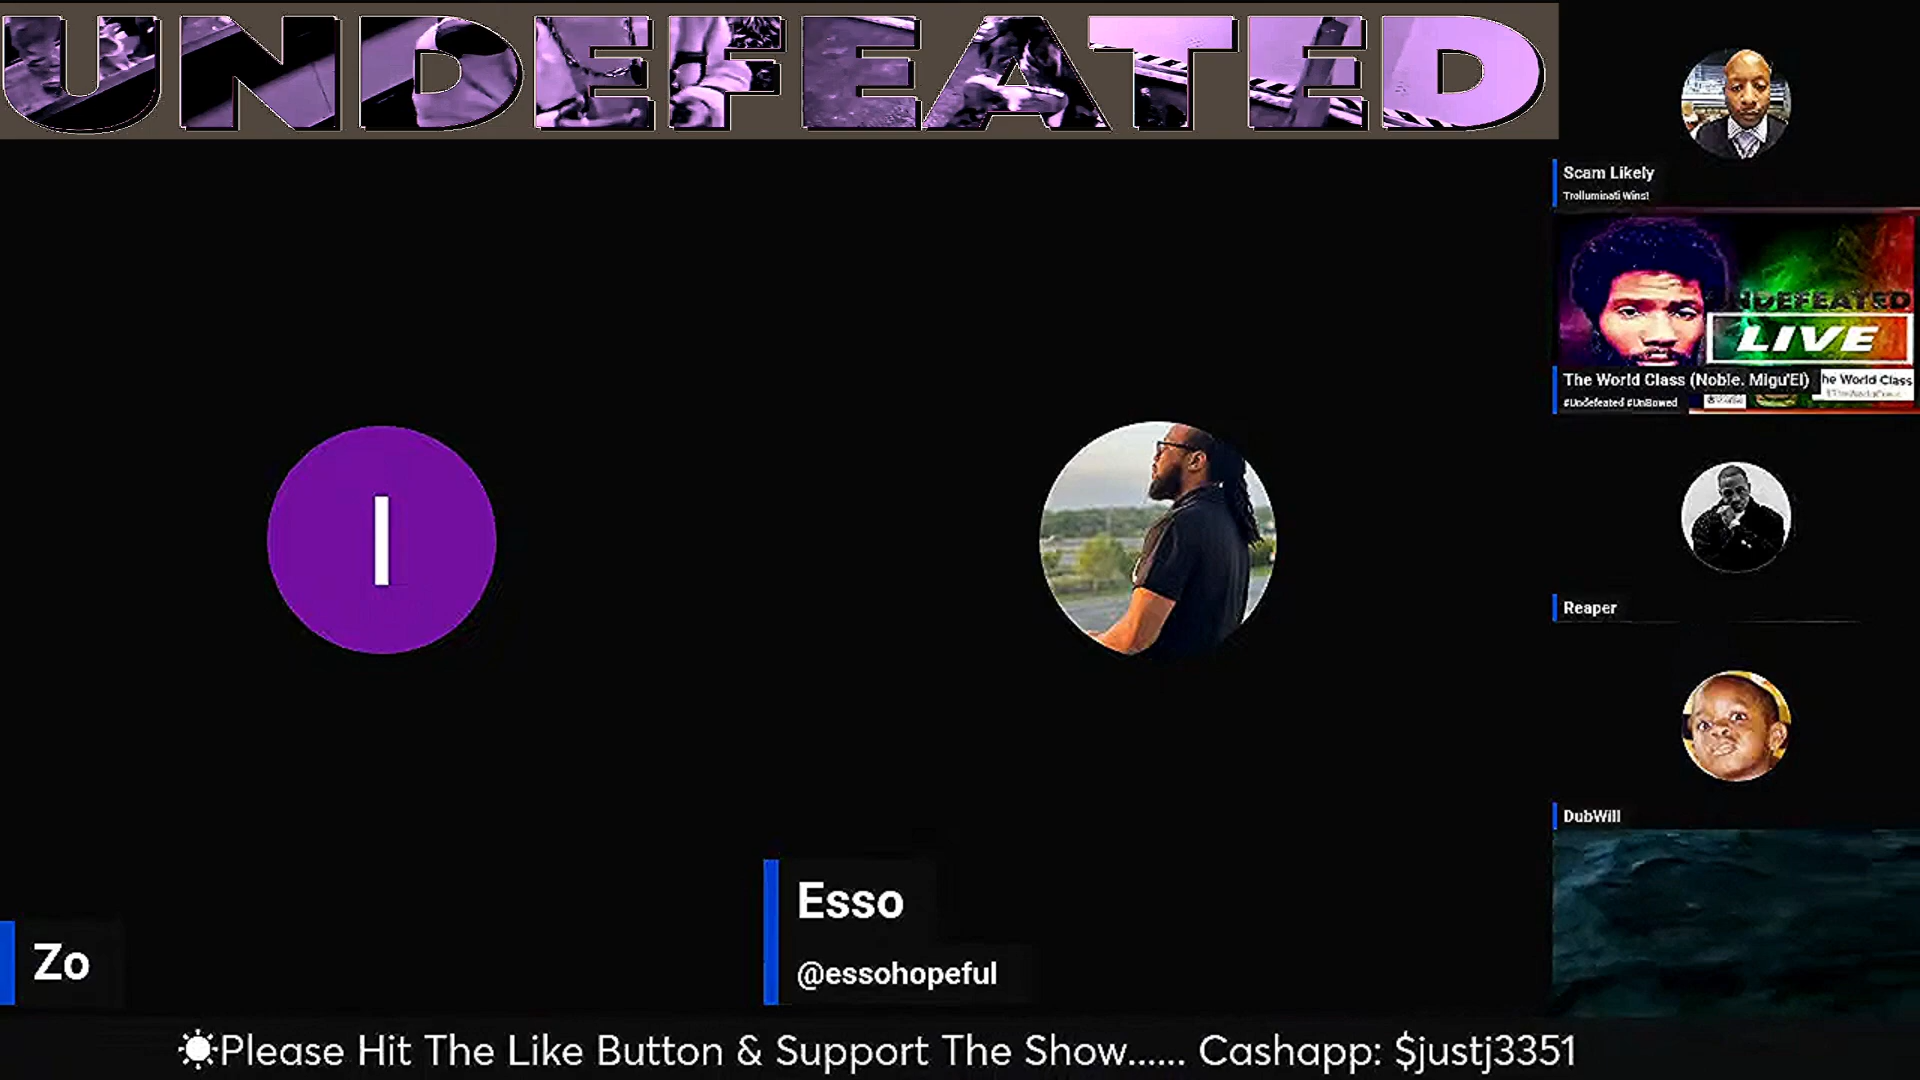 UNDEFEATED
Scam Likely
Trolluminati Wins!
NDEFEATED
LIVE
The World Class (Noble. Migu'El)
he World Class
#Undefeated #UnBowed
Reaper
DubWill
I
Esso
@essohopeful
Zo
☀Please Hit The Like Button & Support The Show...... Cashapp: $justj3351